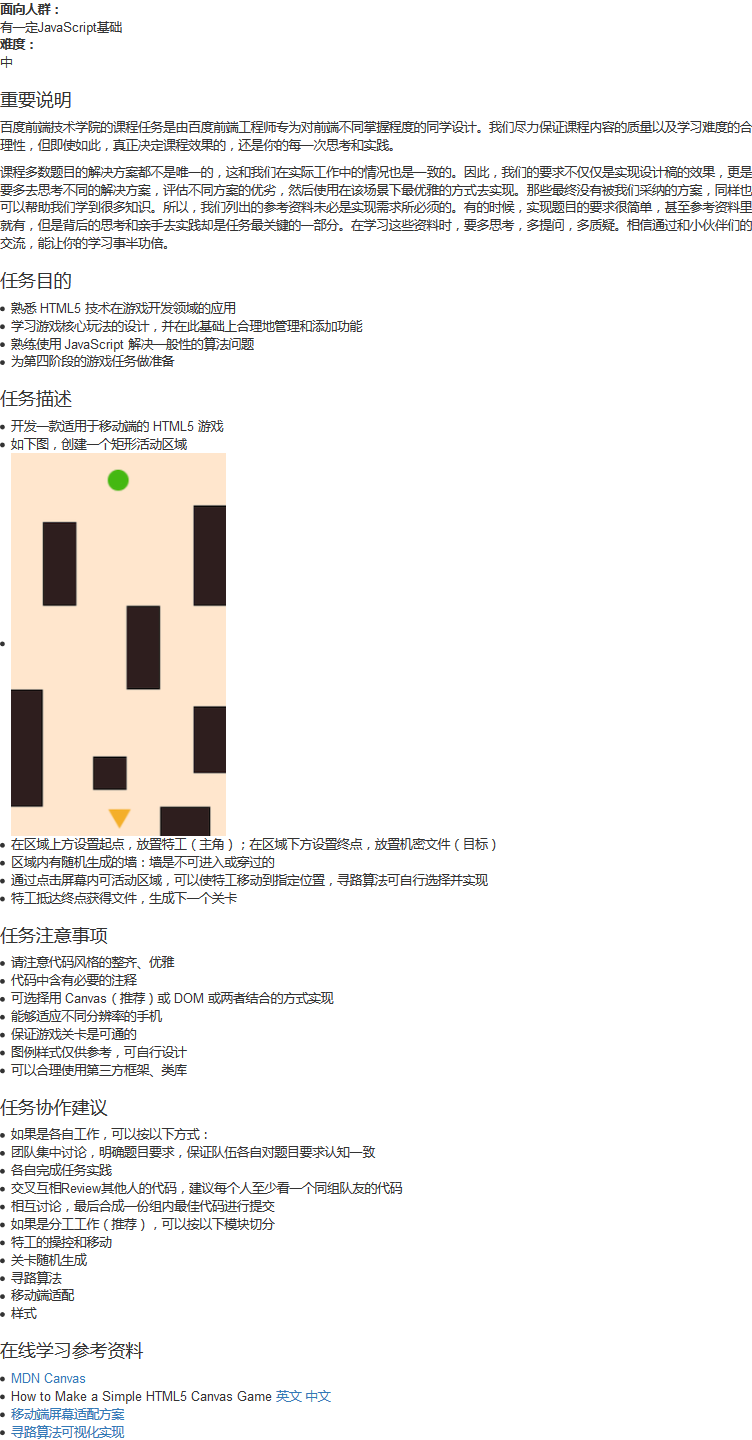 面向人群：
有一定JavaScript基础
难度：
中
重要说明
百度前端技术学院的课程任务是由百度前端工程师专为对前端不同掌握程度的同学设计。我们尽力保证课程内容的质量以及学习难度的合
理性，但即使如此，真正决定课程效果的，还是你的每一次思考和实践。
课程多数题目的解决方案都不是唯一的，这和我们在实际工作中的情况也是一致的。因此，我们的要求不仅仅是实现设计稿的效果，更是
要多去思考不同的解决方案，评估不同方案的优劣，然后使用在该场景下最优雅的方式去实现。那些最终没有被我们采纳的方案，同样也
可以帮助我们学到很多知识。所以，我们列出的参考资料未必是实现需求所必须的。有的时候，实现题目的要求很简单，甚至参考资料里
就有，但是背后的思考和亲手去实践却是任务最关键的一部分。在学习这些资料时，要多思考，多提问，多质疑。相信通过和小伙伴们的
交流，能让你的学习事半功倍。
任务目的
熟悉 HTML5 技术在游戏开发领域的应用
学习游戏核心玩法的设计，并在此基础上合理地管理和添加功能
熟练使用 JavaScript 解决一般性的算法问题
为第四阶段的游戏任务做准备
任务描述
开发一款适用于移动端的 HTML5 游戏
如下图，创建一个矩形活动区域
在区域上方设置起点，放置特工（主角）；在区域下方设置终点，放置机密文件（目标）
区域内有随机生成的墙：墙是不可进入或穿过的
通过点击屏幕内可活动区域，可以使特工移动到指定位置，寻路算法可自行选择并实现
特工抵达终点获得文件，生成下一个关卡
任务注意事项
请注意代码风格的整齐、优雅
代码中含有必要的注释
可选择用 Canvas（推荐）或 DOM 或两者结合的方式实现
能够适应不同分辨率的手机
保证游戏关卡是可通的
图例样式仅供参考，可自行设计
可以合理使用第三方框架、类库
任务协作建议
如果是各自工作，可以按以下方式：
团队集中讨论，明确题目要求，保证队伍各自对题目要求认知一致
各自完成任务实践
交叉互相Review其他人的代码，建议每个人至少看一个同组队友的代码
相互讨论，最后合成一份组内最佳代码进行提交
如果是分工工作（推荐），可以按以下模块切分
特工的操控和移动
关卡随机生成
寻路算法
移动端适配
样式
在线学习参考资料
MDN Canvas
How to Make a Simple HTML5 Canvas Game 英文 中文
移动端屏幕适配方案
寻路算法可视化实现